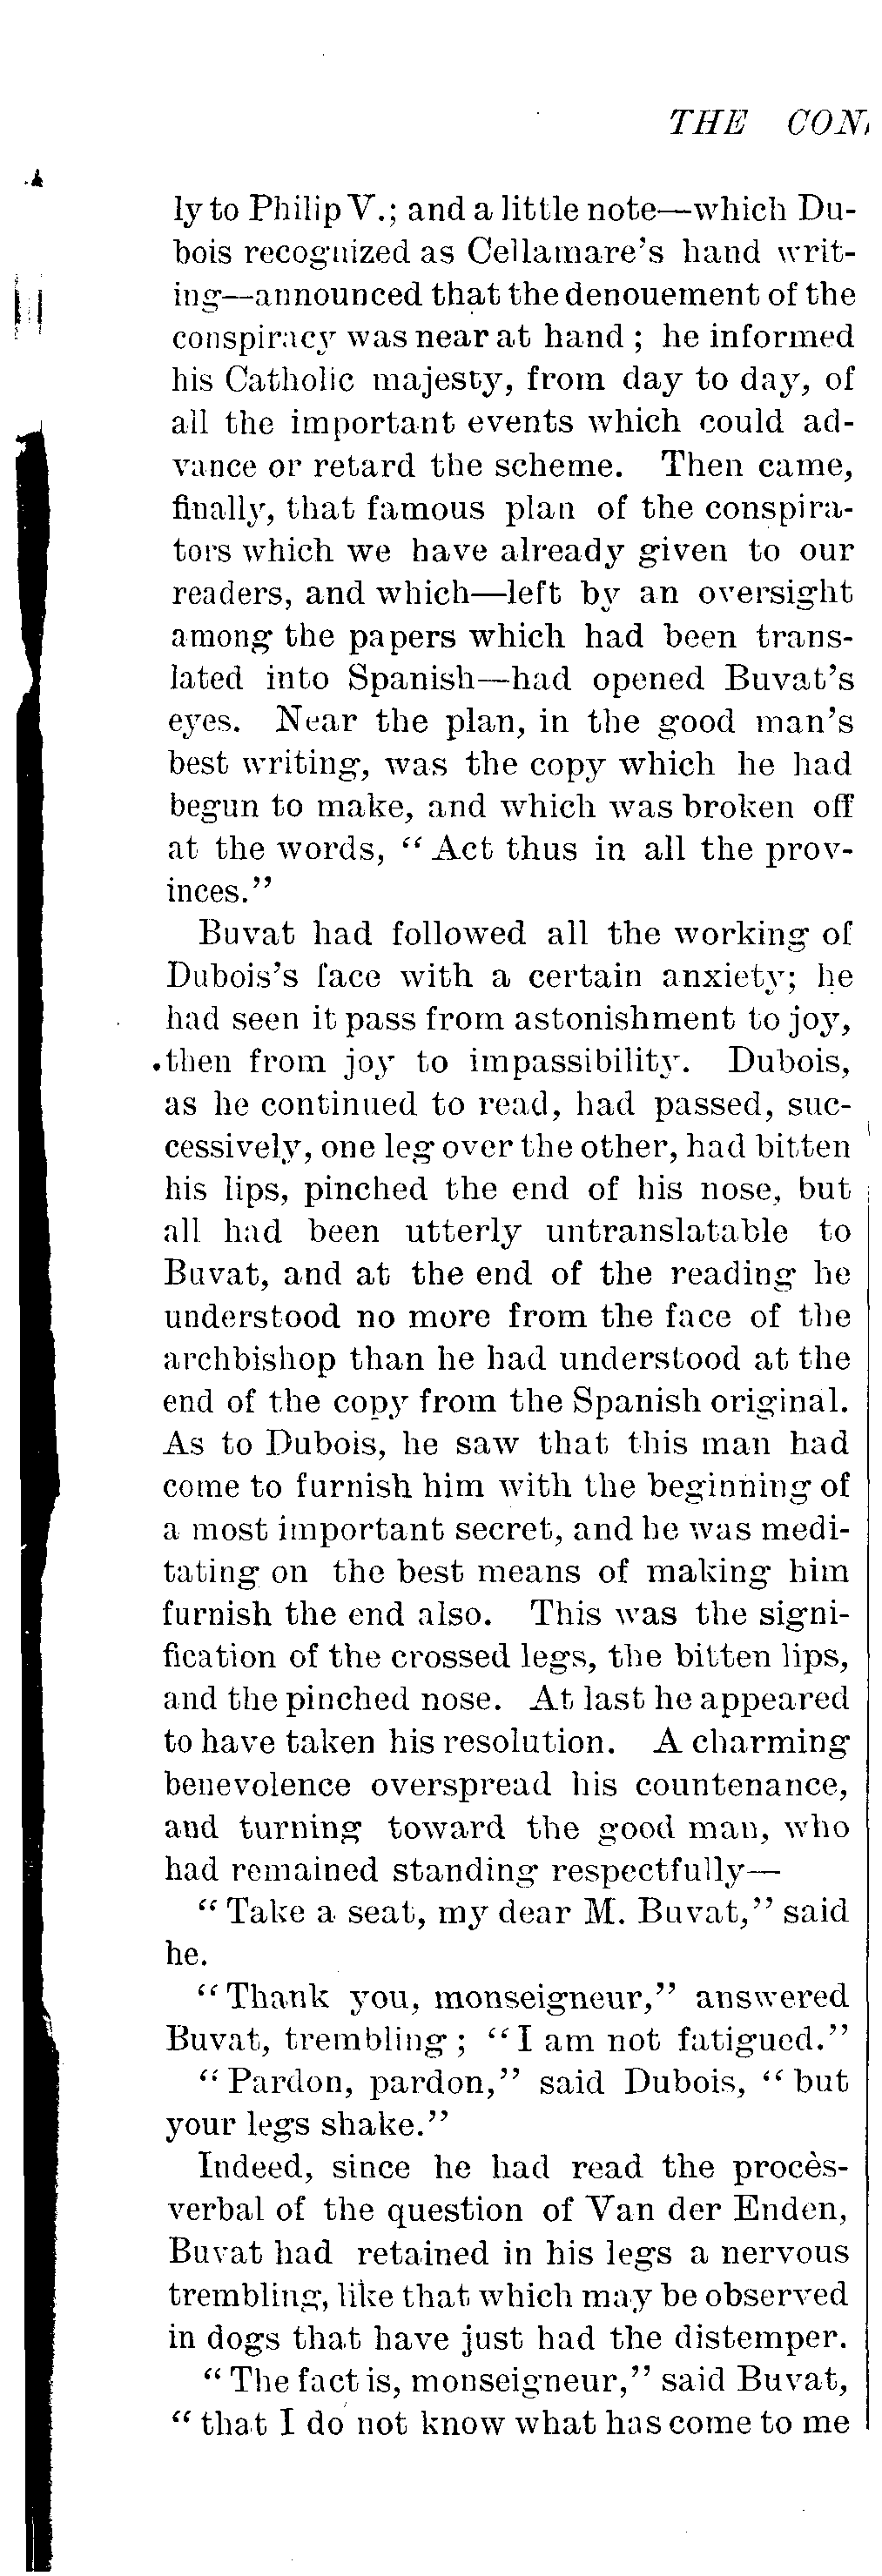 THE CON
ly to Philip V.; and a little note—which Du-
bois recognized as Cellamare's hand writ-
ing—announced that the denouement of the
conspiracy was near at hand ; he informed
his Catholic majesty, from day to day, of
all the important events which could ad-
vance or retard the scheme. Then came,
finally, that famous plan of the conspira-
tors which we have already given to our
readers, and which—left by an oversight
among the papers which had been trans-
lated into Spanish—had opened Buvat's
eyes. Near the plan, in the good man's
best writing, was the copy which he had
begun to make, and which was broken off
at the words, “ Act thus in all the prov-
inces.”
Buvat had followed all the working of
Dubois's face with a certain anxiety; he
had seen it pass from astonishment to joy,
then from joy to impassibility. Dubois,
as he continued to read, had passed, suc-
cessively, one leg over the other, had bitten
his lips, pinched the end of his nose, but
all had been utterly untranslatable to
Buvat, and at the end of the reading he
understood no more from the face of the
archbishop than he had understood at the
end of the copy from the Spanish original.
As to Dubois, he saw that this man had
come to furnish him with the beginning of
a most important secret, and he was medi-
tating on the best means of making him
furnish the end also. This was the signi-
fication of the crossed legs, the bitten lips,
and the pinched nose. At last he appeared
to have taken his resolution. A charming
benevolence overspread his countenance,
and turning toward the good man, who
had remained standing respectfully—
“ Take a seat, my dear M. Buvat,” said
he.
“ Thank you, monseigneur,” answered
Buvat, trembling ; “ I am not fatigued.”
“ Pardon, pardon,” said Dubois, “ but
your legs shake.”
Indeed, since he had read the procès-
verbal of the question of Van der Enden,
Buvat had retained in his legs a nervous
trembling, like that which may be observed
in dogs that have just had the distemper.
“ The fact is, monseigneur,” said Buvat,
“ that I do not know what has come to me